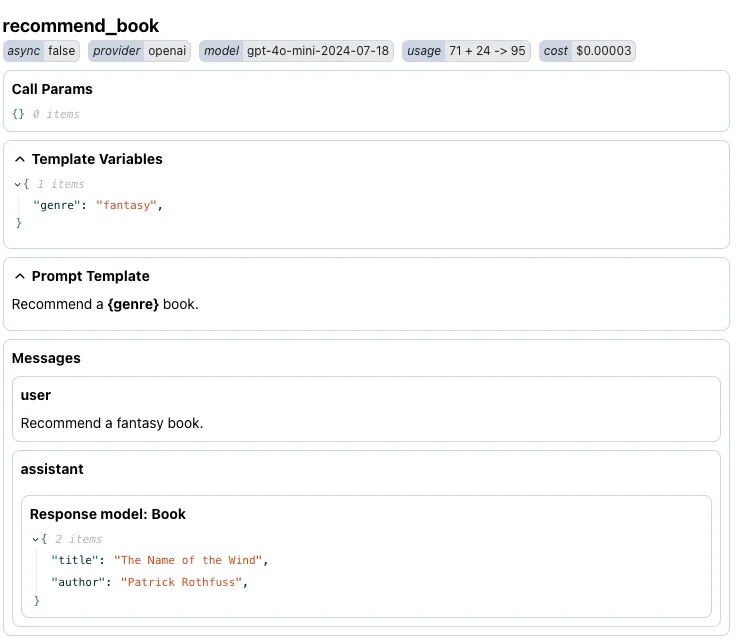 recommend_book
async false provider openai model gpt-4o-mini-2024-07-18 usage 71 + 24 -> 95 cost $0.00003
Call Params
{} 0 items
Template Variables
{ 1 items
"genre": "fantasy",
}
Prompt Template
Recommend a {genre} book.
Messages
user
Recommend a fantasy book.
assistant
Response model: Book
{ 2 items
"title": "The Name of the Wind",
"author": "Patrick Rothfuss",
}